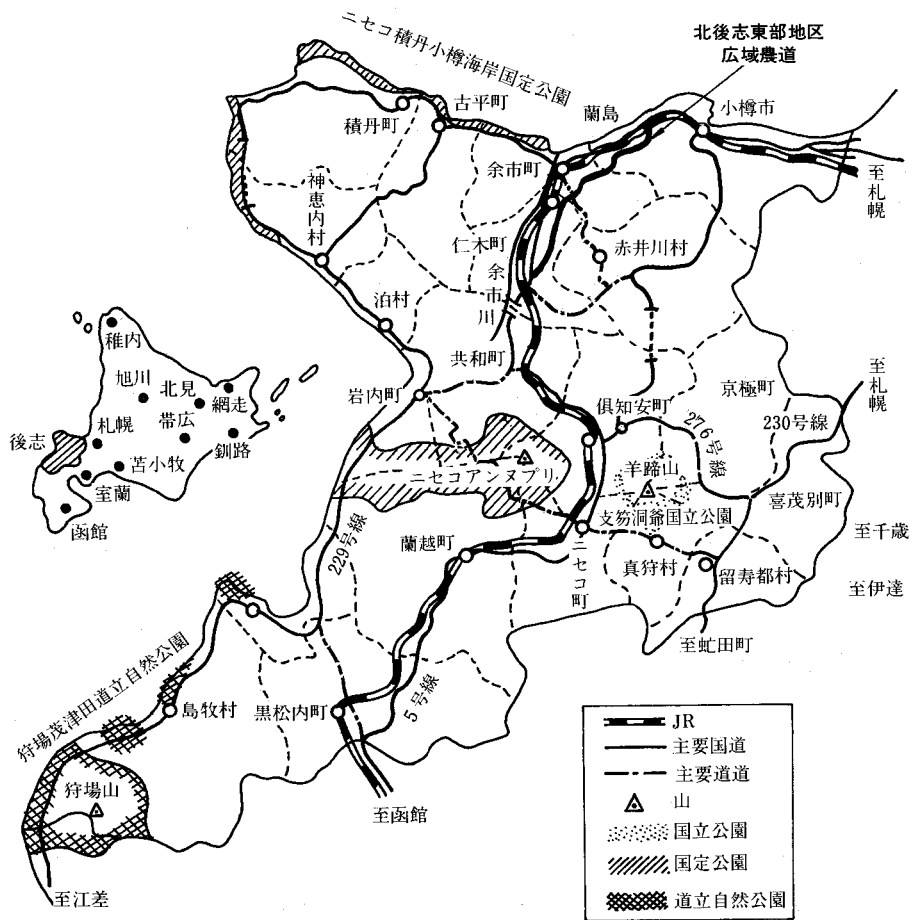 北後志東部地区
広域農道
ニセコ積丹小樽海岸国定公園
古平町
積丹町
蘭島
小樽市
余市町
至札幌
神恵内村
仁木町
赤井川村
余市川
泊村
共和町
京極町
至札幌
岩内町
倶知安町
276号線
230号線
羊蹄山
ニセコアンヌプリ
支笏洞爺国立公園
喜茂別町
229号線
蘭越町
ニセコ町
真狩村
留寿都村
至千歳
至伊達
至虻田町
稚内
旭川
北見
網走
札幌
帯広
後志
釧路
苫小牧
室蘭
函館
狩場茂津田道立自然公園
島牧村
黒松内町
5号線
狩場山
至函館
至江差
JR
主要国道
主要道道
山
国立公園
国定公園
道立自然公園